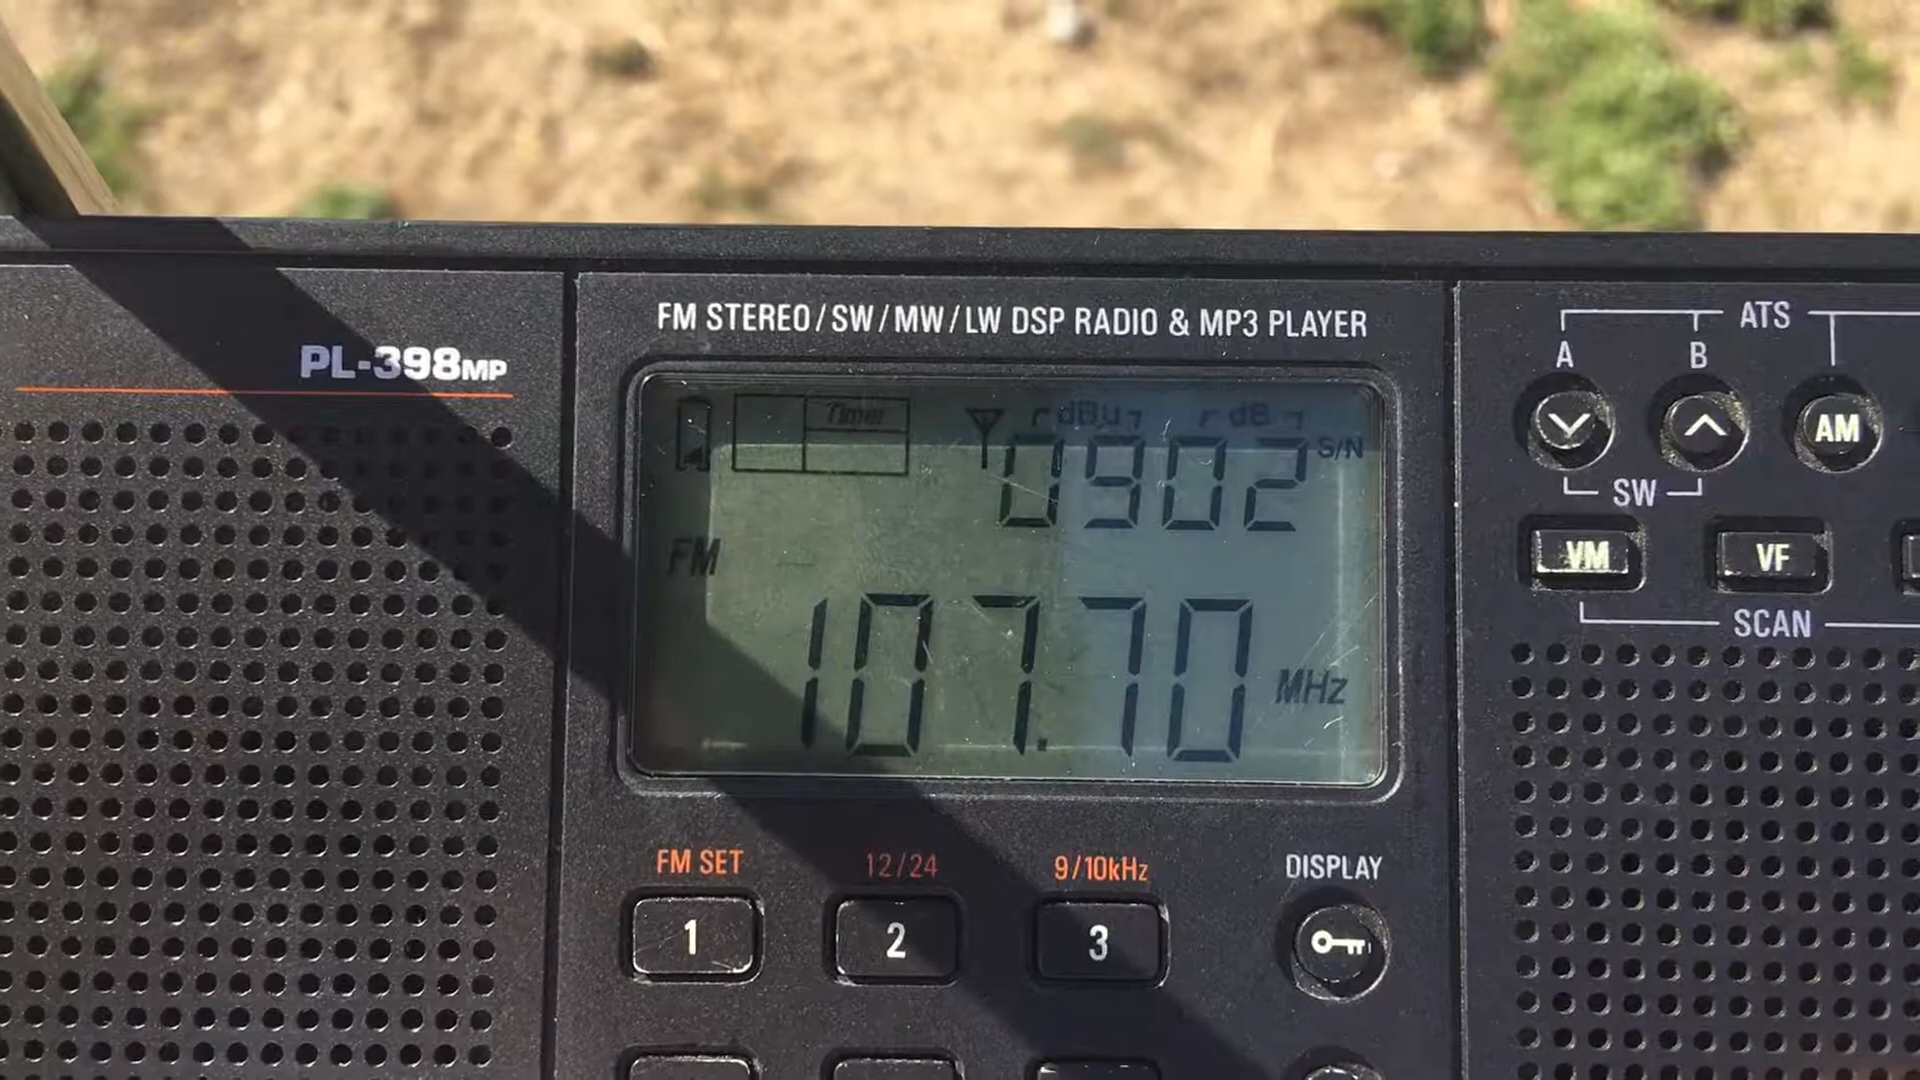 FM STEREO/SW/MW/LW DSP RADIO & MP3 PLAYER
PL-398MP
Timer
dBµ dB
0902 S/N
FM
107.70 MHz
ATS
A B
AM
SW
VM VF
SCAN
FM SET 12/24 9/10kHz DISPLAY
1 2 3